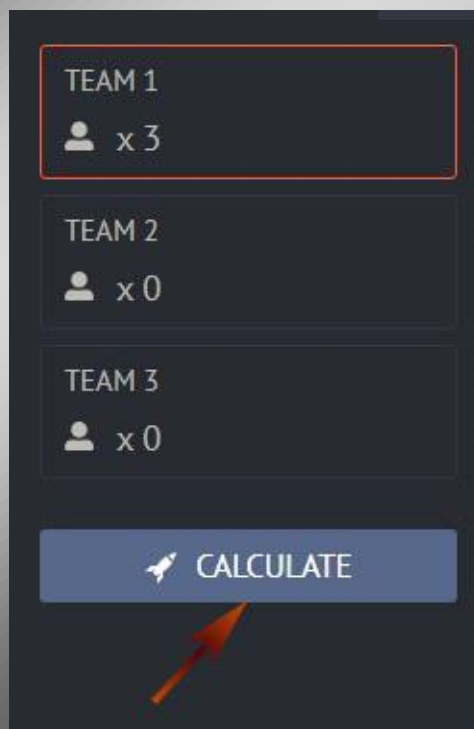 TEAM 1
x 3
TEAM 2
x 0
TEAM 3
x 0
CALCULATE